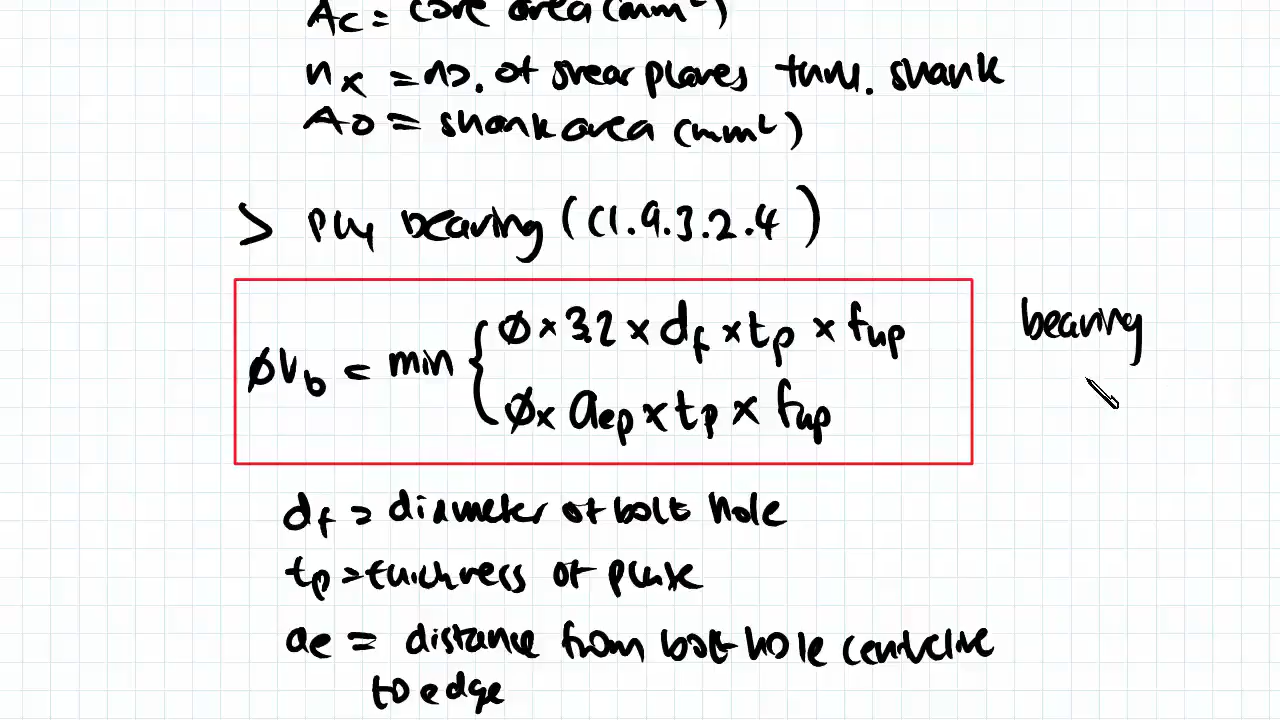 Ac = core area (mm²)
nx = no. of shear planes thru. shank
Ao = shank area (mm²)
> Ply bearing (Cl. 9.3.2.4)
øVb = min { ø × 3.2 × df × tp × fup
ø × aep × tp × fup
bearing
df = diameter of bolt hole
tp = thickness of plate
ae = distance from bolt hole centreline
to edge